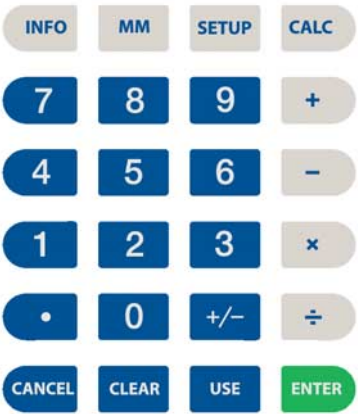 INFO MM SETUP CALC
7 8 9 +
4 5 6 −
1 2 3 ×
• 0 +/− ÷
CANCEL CLEAR USE ENTER